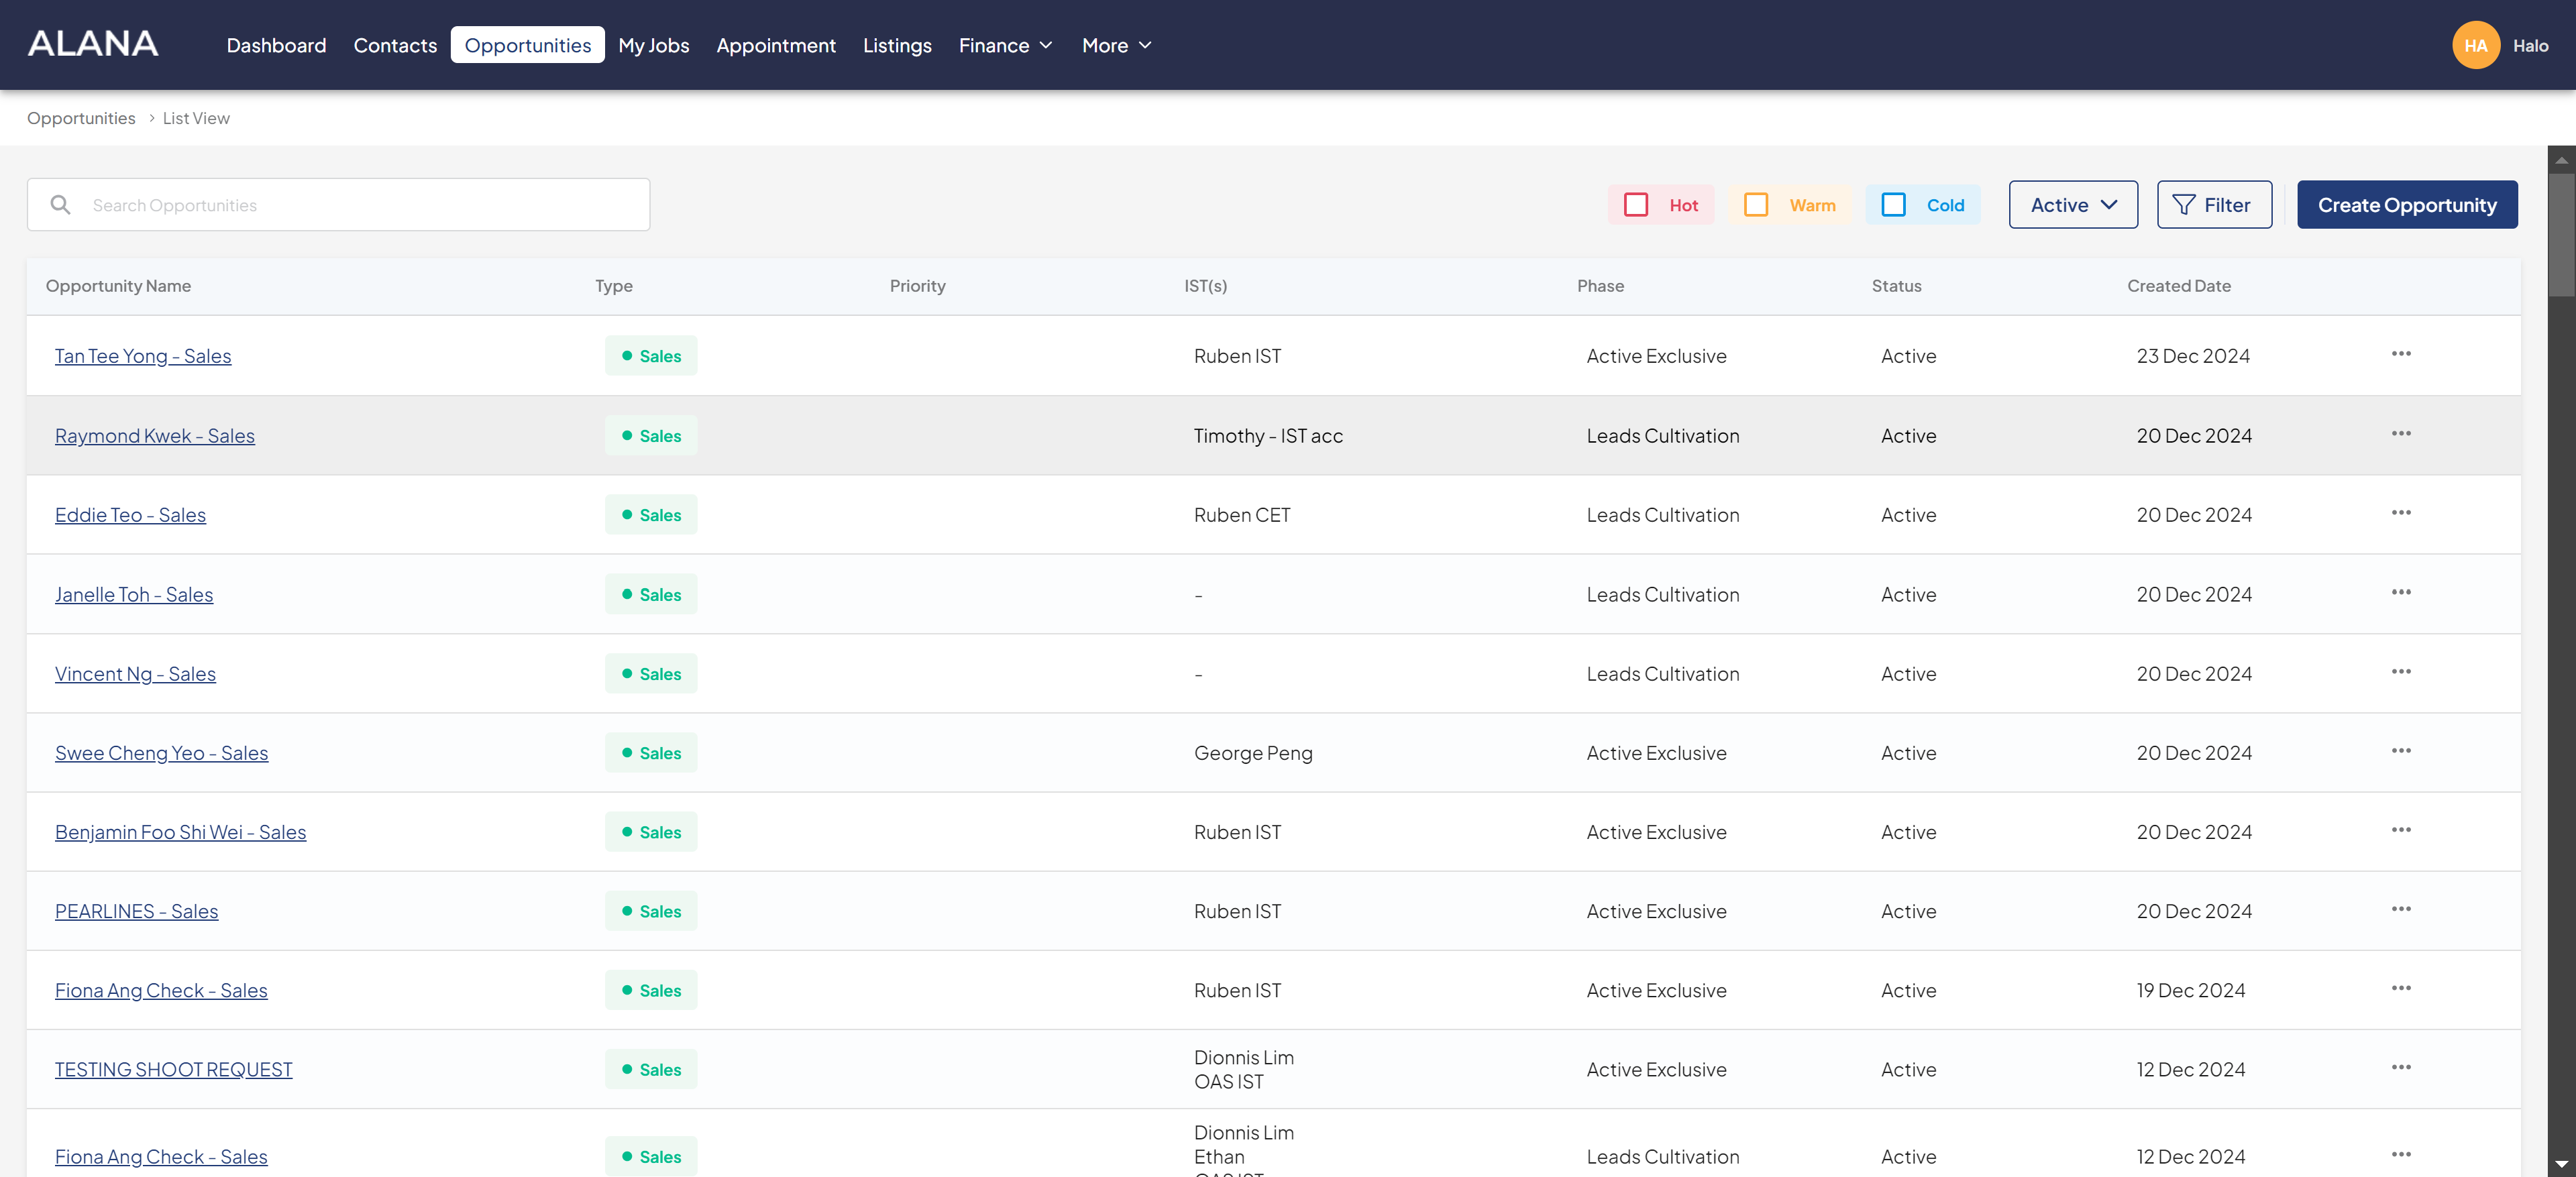 ALANA Dashboard Contacts Opportunities My Jobs Appointment Listings Finance More HA Halo
Opportunities > List View
Search Opportunities Hot Warm Cold Active Filter Create Opportunity
Opportunity Name Type Priority IST(s) Phase Status Created Date
Tan Tee Yong - Sales Sales Ruben IST Active Exclusive Active 23 Dec 2024 •••
Raymond Kwek - Sales Sales Timothy - IST acc Leads Cultivation Active 20 Dec 2024 •••
Eddie Teo - Sales Sales Ruben CET Leads Cultivation Active 20 Dec 2024 •••
Janelle Toh - Sales Sales - Leads Cultivation Active 20 Dec 2024 •••
Vincent Ng - Sales Sales - Leads Cultivation Active 20 Dec 2024 •••
Swee Cheng Yeo - Sales Sales George Peng Active Exclusive Active 20 Dec 2024 •••
Benjamin Foo Shi Wei - Sales Sales Ruben IST Active Exclusive Active 20 Dec 2024 •••
PEARLINES - Sales Sales Ruben IST Active Exclusive Active 20 Dec 2024 •••
Fiona Ang Check - Sales Sales Ruben IST Active Exclusive Active 19 Dec 2024 •••
TESTING SHOOT REQUEST Sales Dionnis Lim Active Exclusive Active 12 Dec 2024 •••
OAS IST
Dionnis Lim
Fiona Ang Check - Sales Sales Ethan Leads Cultivation Active 12 Dec 2024 •••